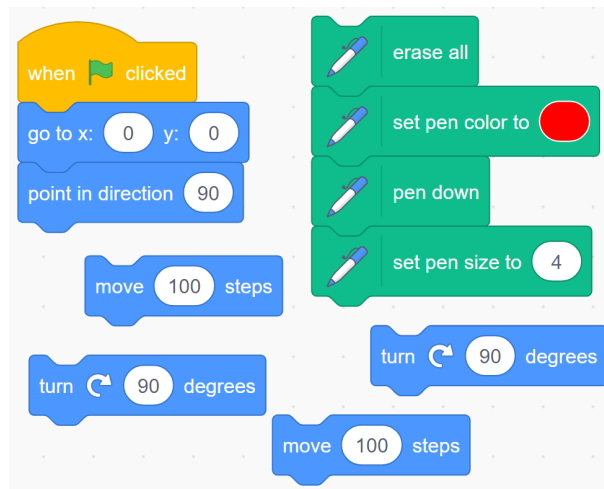 when clicked
go to x: 0 y: 0
point in direction 90
move 100 steps
turn 90 degrees
erase all
set pen color to
pen down
set pen size to 4
turn 90 degrees
move 100 steps